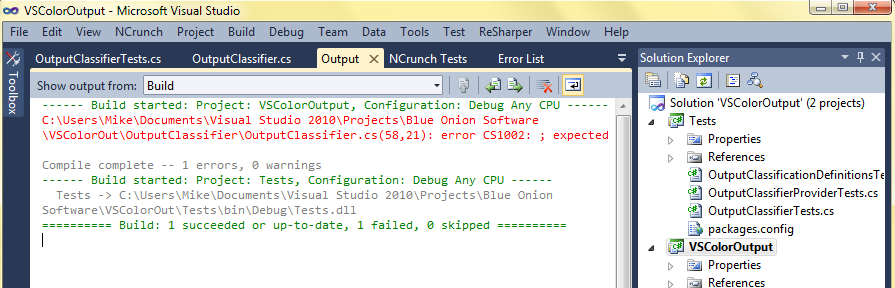 VSColorOutput - Microsoft Visual Studio
File Edit View NCrunch Project Build Debug Team Data Tools Test ReSharper Window Help
Toolbox
OutputClassifierTests.cs OutputClassifier.cs Output NCrunch Tests Error List
Show output from: Build
------ Build started: Project: VSColorOutput, Configuration: Debug Any CPU ------
C:\Users\Mike\Documents\Visual Studio 2010\Projects\Blue Onion Software
\VSColorOut\OutputClassifier\OutputClassifier.cs(58,21): error CS1002: ; expected
Compile complete -- 1 errors, 0 warnings
------ Build started: Project: Tests, Configuration: Debug Any CPU ------
Tests -> C:\Users\Mike\Documents\Visual Studio 2010\Projects\Blue Onion
Software\VSColorOut\Tests\bin\Debug\Tests.dll
========== Build: 1 succeeded or up-to-date, 1 failed, 0 skipped ==========
Solution Explorer
Solution 'VSColorOutput' (2 projects)
Tests
Properties
References
OutputClassificationDefinitionsTe
OutputClassifierProviderTests.cs
OutputClassifierTests.cs
packages.config
VSColorOutput
Properties
References